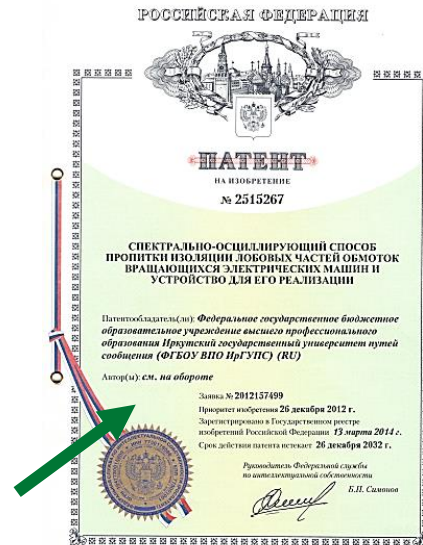 РОССИЙСКАЯ ФЕДЕРАЦИЯ
ПАТЕНТ
НА ИЗОБРЕТЕНИЕ
№ 2515267
СПЕКТРАЛЬНО-ОСЦИЛЛИРУЮЩИЙ СПОСОБ
ПРОПИТКИ ИЗОЛЯЦИИ ЛОБОВЫХ ЧАСТЕЙ ОБМОТОК
ВРАЩАЮЩИХСЯ ЭЛЕКТРИЧЕСКИХ МАШИН И
УСТРОЙСТВО ДЛЯ ЕГО РЕАЛИЗАЦИИ
Патентообладатель(ли): Федеральное государственное бюджетное
образовательное учреждение высшего профессионального
образования Иркутский государственный университет путей
сообщения (ФГБОУ ВПО ИрГУПС) (RU)
Автор(ы): см. на обороте
Заявка № 2012157499
Приоритет изобретения 26 декабря 2012 г.
Зарегистрировано в Государственном реестре
изобретений Российской Федерации 13 марта 2014 г.
Срок действия патента истекает 26 декабря 2032 г.
Руководитель Федеральной службы
по интеллектуальной собственности
Б.П. Симонов